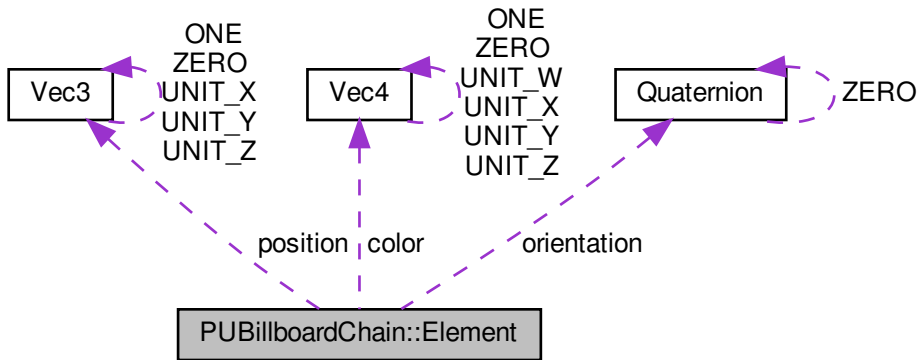 Vec3
ONE
ZERO
UNIT_X
UNIT_Y
UNIT_Z
Vec4
ONE
ZERO
UNIT_W
UNIT_X
UNIT_Y
UNIT_Z
Quaternion
ZERO
position
color
orientation
PUBillboardChain::Element